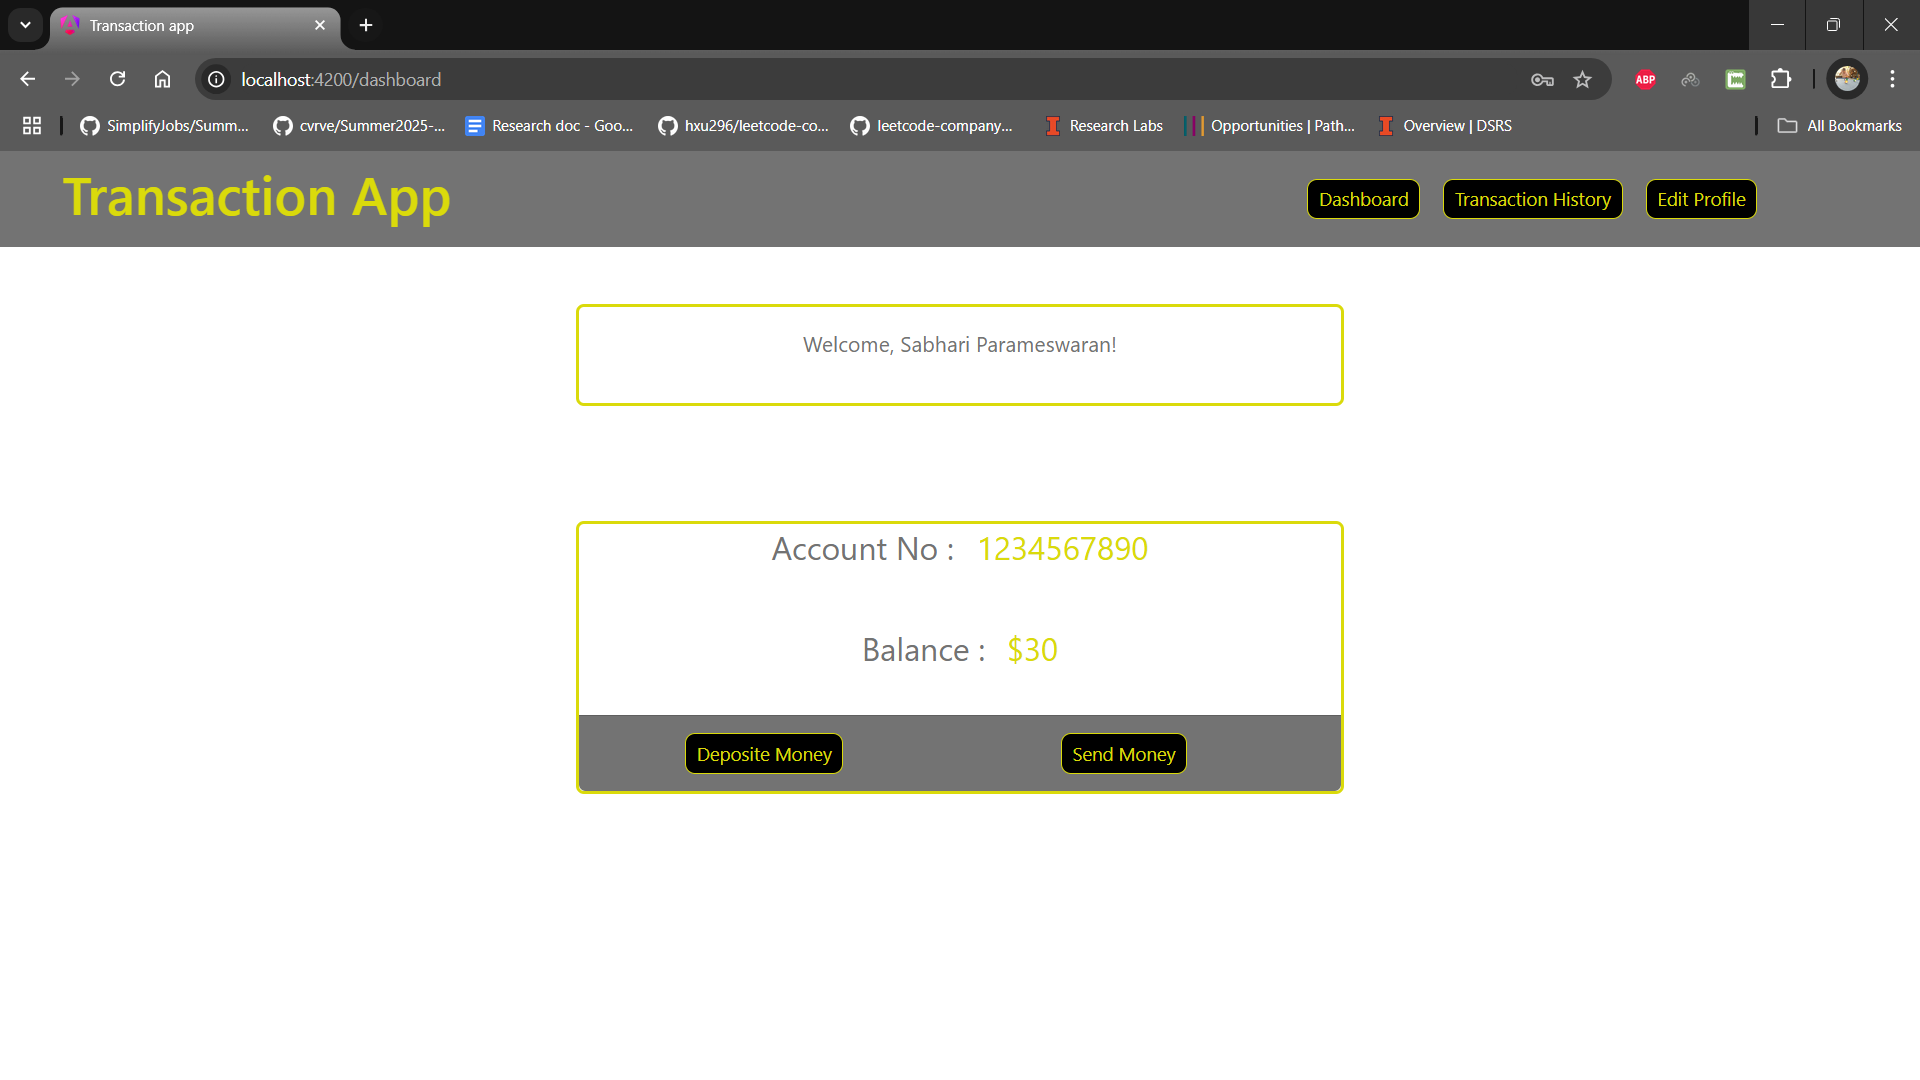 Transaction app
localhost:4200/dashboard
ABP
SimplifyJobs/Summ... cvrve/Summer2025-... Research doc - Goo... hxu296/leetcode-co... leetcode-company... Research Labs Opportunities | Path... Overview | DSRS All Bookmarks
Transaction App Dashboard Transaction History Edit Profile
Welcome, Sabhari Parameswaran!
Account No : 1234567890
Balance : $30
Deposite Money Send Money